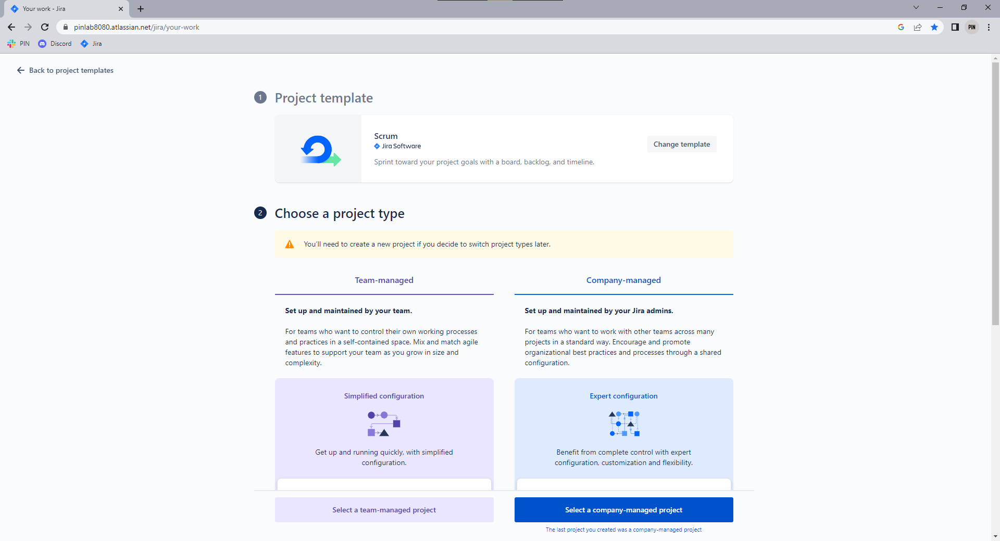 Your work - Jira
pinlab8080.atlassian.net/jira/your-work
PIN
PIN
Discord
Jira
Back to project templates
1
Project template
Scrum
Jira Software
Sprint toward your project goals with a board, backlog, and timeline.
Change template
2
Choose a project type
You'll need to create a new project if you decide to switch project types later.
Team-managed
Set up and maintained by your team.
For teams who want to control their own working processes
and practices in a self-contained space. Mix and match agile
features to support your team as you grow in size and
complexity.
Simplified configuration
Get up and running quickly, with simplified
configuration.
Select a team-managed project
Company-managed
Set up and maintained by your Jira admins.
For teams who want to work with other teams across many
projects in a standard way. Encourage and promote
organizational best practices and processes through a shared
configuration.
Expert configuration
Benefit from complete control with expert
configuration, customization and flexibility.
Select a company-managed project
The last project you created was a company-managed project